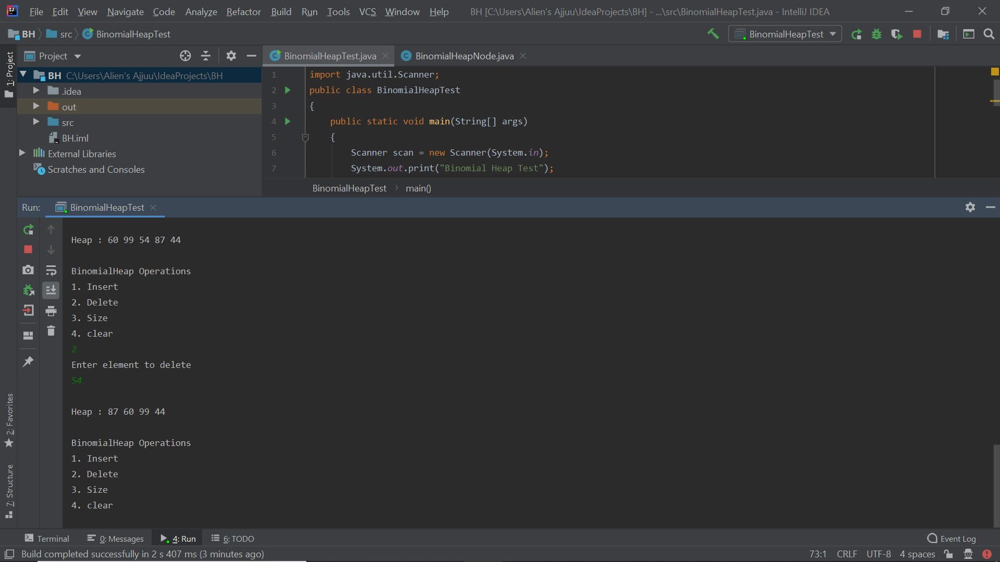 File Edit View Navigate Code Analyze Refactor Build Run Tools VCS Window Help BH [C:\Users\Alien's Ajjuu\IdeaProjects\BH] - ...\src\BinomialHeapTest.java - IntelliJ IDEA
BH src BinomialHeapTest BinomialHeapTest
1: Project
Project
BH C:\Users\Alien's Ajjuu\IdeaProjects\BH
.idea
out
src
BH.iml
External Libraries
Scratches and Consoles
BinomialHeapTest.java BinomialHeapNode.java
1 import java.util.Scanner;
2 public class BinomialHeapTest
3 {
4 public static void main(String[] args)
5 {
6 Scanner scan = new Scanner(System.in);
7 System.out.print("Binomial Heap Test");
BinomialHeapTest > main()
Run: BinomialHeapTest
Heap : 60 99 54 87 44
BinomialHeap Operations
1. Insert
2. Delete
3. Size
4. clear
2
Enter element to delete
54
Heap : 87 60 99 44
BinomialHeap Operations
1. Insert
2. Delete
3. Size
4. clear
2: Favorites
7: Structure
Terminal 0: Messages 4: Run 6: TODO Event Log
Build completed successfully in 2 s 407 ms (3 minutes ago) 73:1 CRLF UTF-8 4 spaces